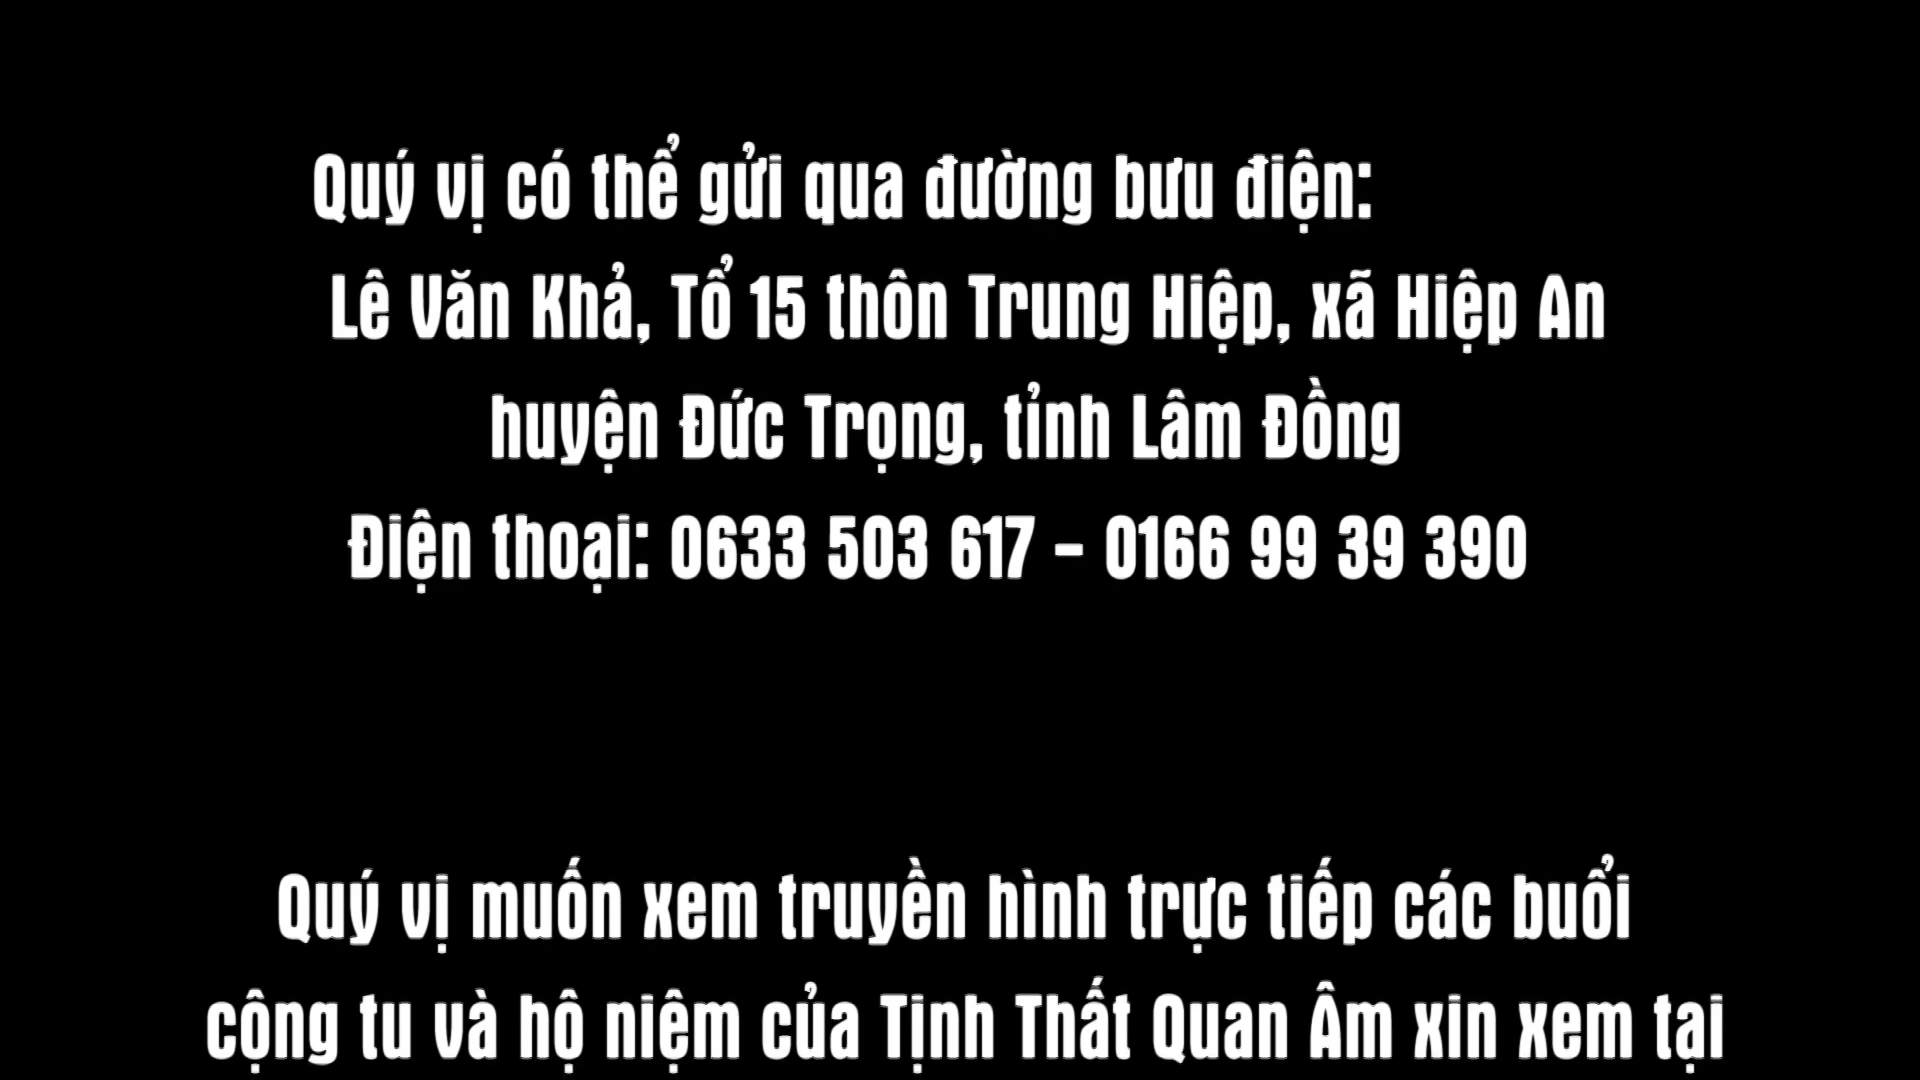 Quý vị có thể gửi qua đường bưu điện:
Lê Văn Khả, Tổ 15 thôn Trung Hiệp, xã Hiệp An
huyện Đức Trọng, tỉnh Lâm Đồng
Điện thoại: 0633 503 617 - 0166 99 39 390
Quý vị muốn xem truyền hình trực tiếp các buổi
cộng tu và hộ niệm của Tịnh Thất Quan Âm xin xem tại